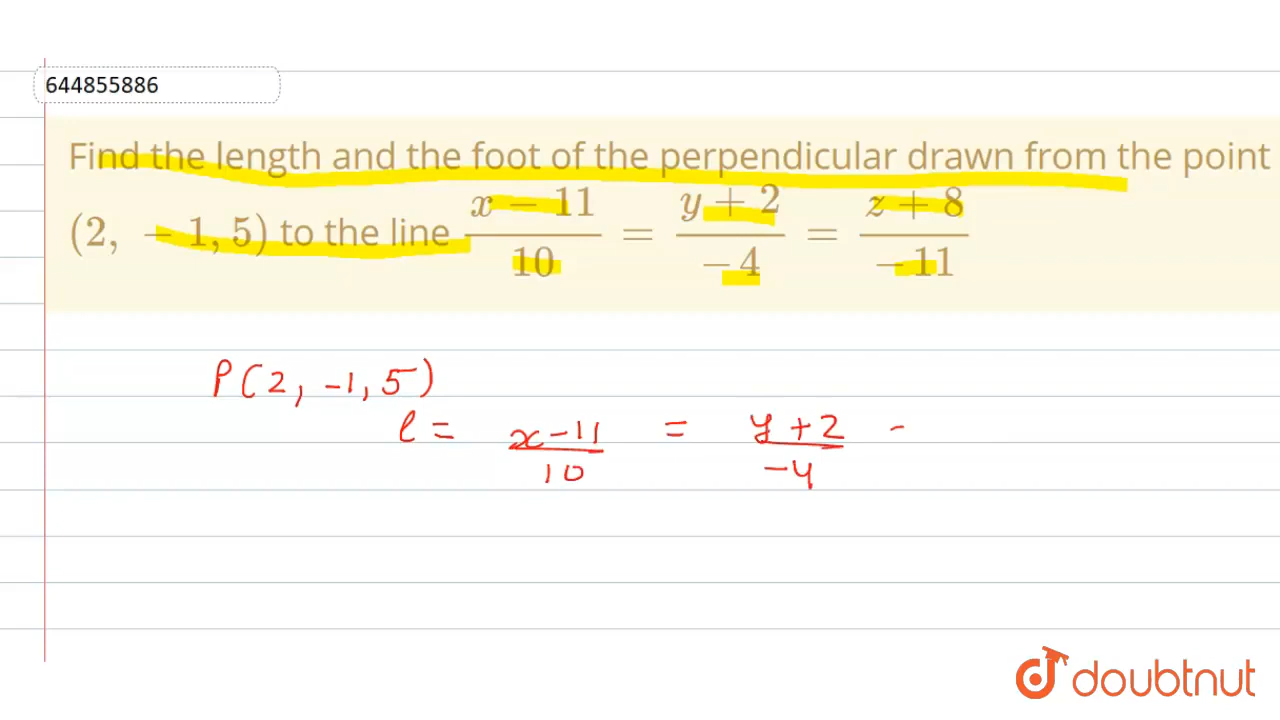 644855886
Find the length and the foot of the perpendicular drawn from the point
(2, −1, 5) to the line (x − 11)/10 = (y + 2)/−4 = (z + 8)/−11
P(2, -1, 5)
l = (x-11)/10 = (y+2)/-4 -
doubtnut